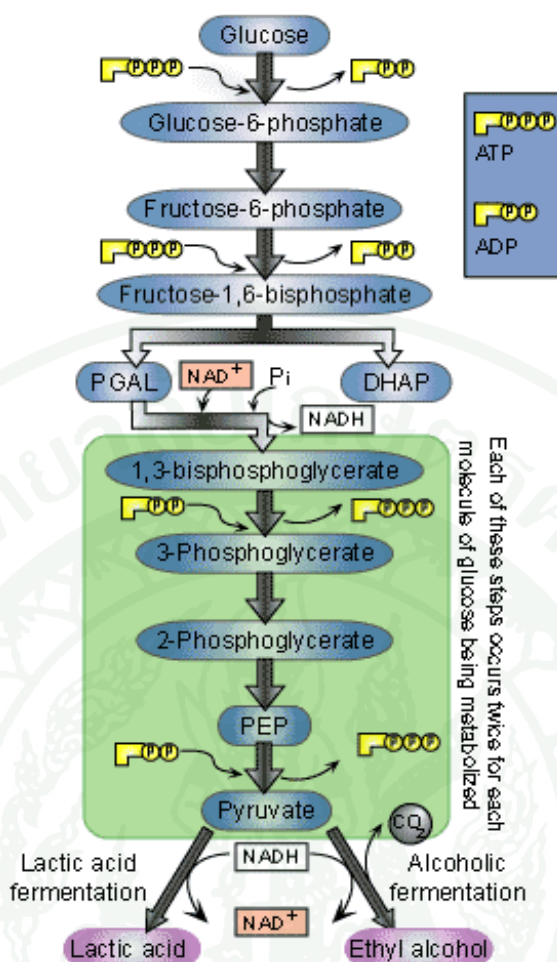 Glucose
P P P
P P
Glucose-6-phosphate
P P P
ATP
Fructose-6-phosphate
P P
ADP
P P P
P P
Fructose-1,6-bisphosphate
PGAL
NAD+
Pi
DHAP
NADH
1,3-bisphosphoglycerate
P P
P P P
3-Phosphoglycerate
2-Phosphoglycerate
PEP
P P
P P P
Pyruvate
Each of these steps occurs twice for each
molecule of glucose being metabolized
CO2
Lactic acid
fermentation
NADH
Alcoholic
fermentation
NAD+
Lactic acid
Ethyl alcohol